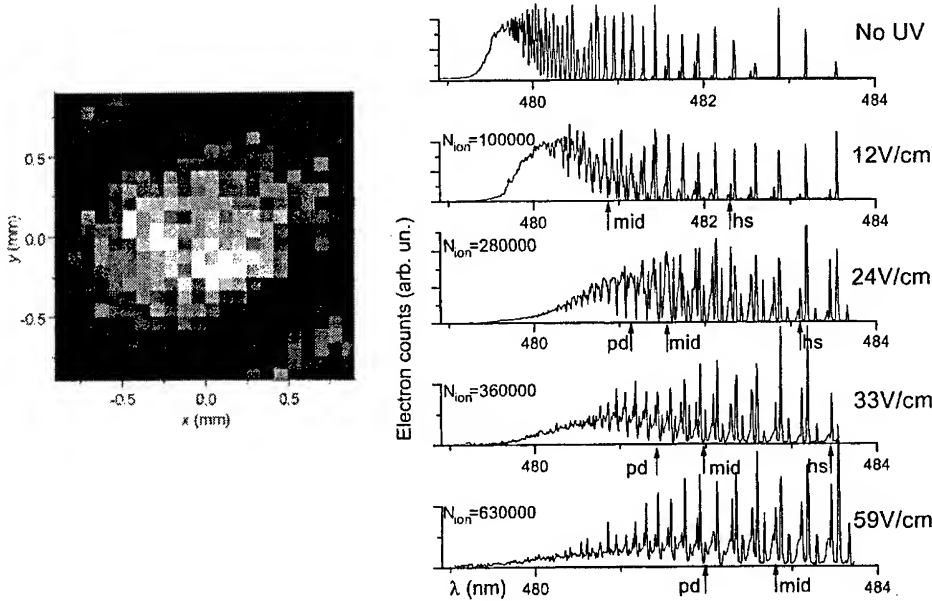 0.5
0.0
-0.5
y (mm)
-0.5
0.0
0.5
x (mm)
Electron counts (arb. un.)
No UV
480
482
484
N_ion=100000
12V/cm
480
482
484
mid
hs
N_ion=280000
24V/cm
480
484
pd
mid
hs
N_ion=360000
33V/cm
480
484
pd
mid
hs
N_ion=630000
59V/cm
λ (nm)
480
484
pd
mid